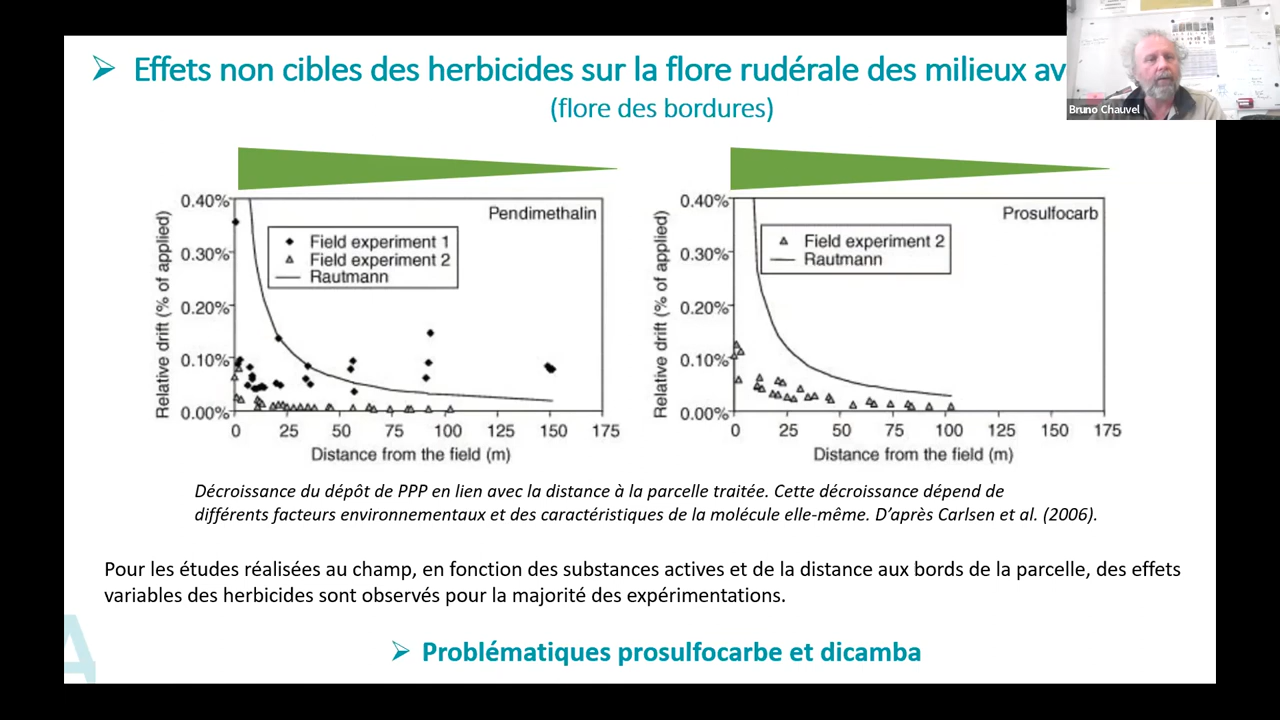 ➢ Effets non cibles des herbicides sur la flore rudérale des milieux
(flore des bordures)
Bruno Chauvel
Relative drift (% of applied)
0.40%
0.30%
0.20%
0.10%
0.00%
Pendimethalin
Field experiment 1
Field experiment 2
Rautmann
0 25 50 75 100 125 150 175
Distance from the field (m)
Relative drift (% of applied)
0.40%
0.30%
0.20%
0.10%
0.00%
Prosulfocarb
Field experiment 2
Rautmann
0 25 50 75 100 125 150 175
Distance from the field (m)
Décroissance du dépôt de PPP en lien avec la distance à la parcelle traitée. Cette décroissance dépend de
différents facteurs environnementaux et des caractéristiques de la molécule elle-même. D’après Carlsen et al. (2006).
Pour les études réalisées au champ, en fonction des substances actives et de la distance aux bords de la parcelle, des effets
variables des herbicides sont observés pour la majorité des expérimentations.
➢ Problématiques prosulfocarbe et dicamba